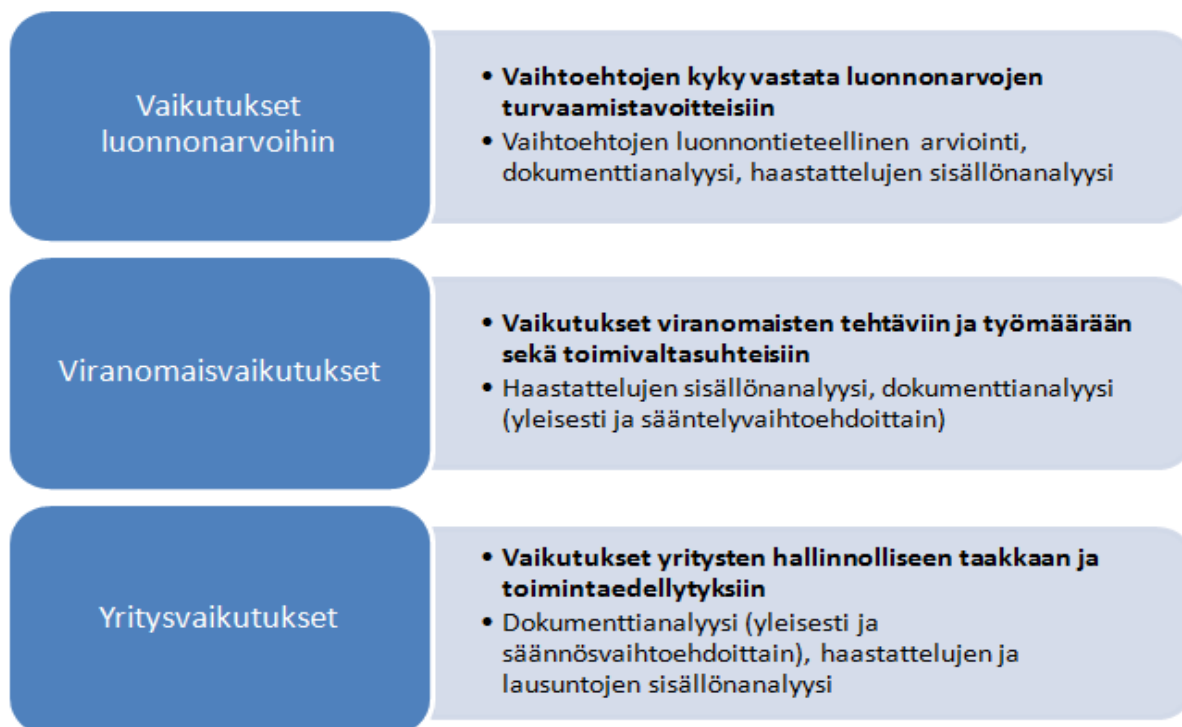 Vaikutukset
luonnonarvoihin
• Vaihtoehtojen kyky vastata luonnonarvojen
turvaamistavoitteisiin
• Vaihtoehtojen luonnontieteellinen arviointi,
dokumenttianalyysi, haastattelujen sisällönanalyysi
Viranomaisvaikutukset
• Vaikutukset viranomaisten tehtäviin ja työmäärään
sekä toimivaltasuhteisiin
• Haastattelujen sisällönanalyysi, dokumenttianalyysi
(yleisesti ja sääntelyvaihtoehdoittain)
Yritysvaikutukset
• Vaikutukset yritysten hallinnolliseen taakkaan ja
toimintaedellytyksiin
• Dokumenttianalyysi (yleisesti ja
säännösvaihtoehdoittain), haastattelujen ja
lausuntojen sisällönanalyysi